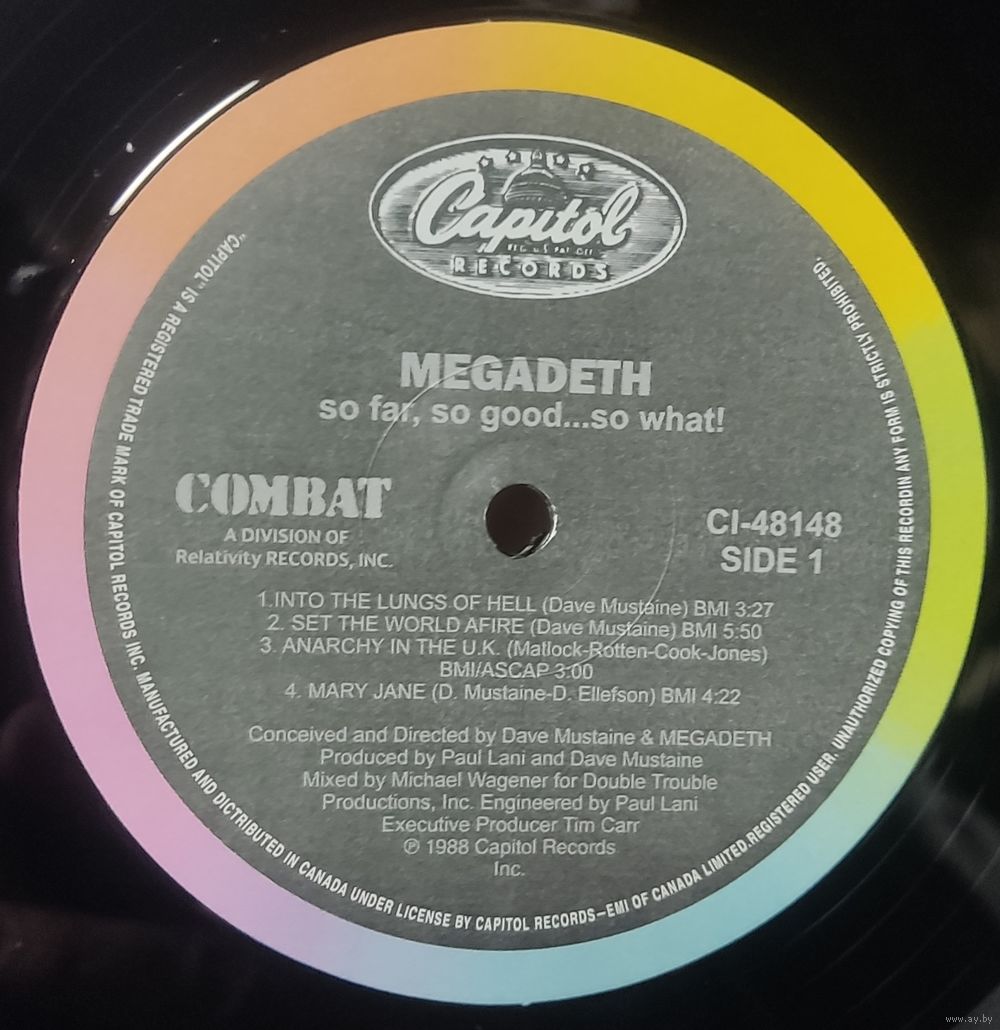 Capitol
REG. U.S. PAT. OFF.
RECORDS
MEGADETH
so far, so good...so what!
COMBAT
A DIVISION OF
Relativity RECORDS, INC.
CI-48148
SIDE 1
1.INTO THE LUNGS OF HELL (Dave Mustaine) BMI 3:27
2. SET THE WORLD AFIRE (Dave Mustaine) BMI 5:50
3. ANARCHY IN THE U.K. (Matlock-Rotten-Cook-Jones)
BMI/ASCAP 3:00
4. MARY JANE (D. Mustaine-D. Ellefson) BMI 4:22
Conceived and Directed by Dave Mustaine & MEGADETH
Produced by Paul Lani and Dave Mustaine
Mixed by Michael Wagener for Double Trouble
Productions, Inc. Engineered by Paul Lani
Executive Producer Tim Carr
℗ 1988 Capitol Records
Inc.
"CAPITOL" IS A REGISTERED TRADE MARK OF CAPITOL RECORDS INC. MANUFACTURED AND DICTRIBUTED IN CANADA UNDER LICENSE BY CAPITOL RECORDS-EMI OF CANADA LIMITED.REGISTERED USER. UNAUTHORIZED COPYING OF THIS RECORDIN ANY FORM IS STRICTLY PROHIBITED.
www.ay.by